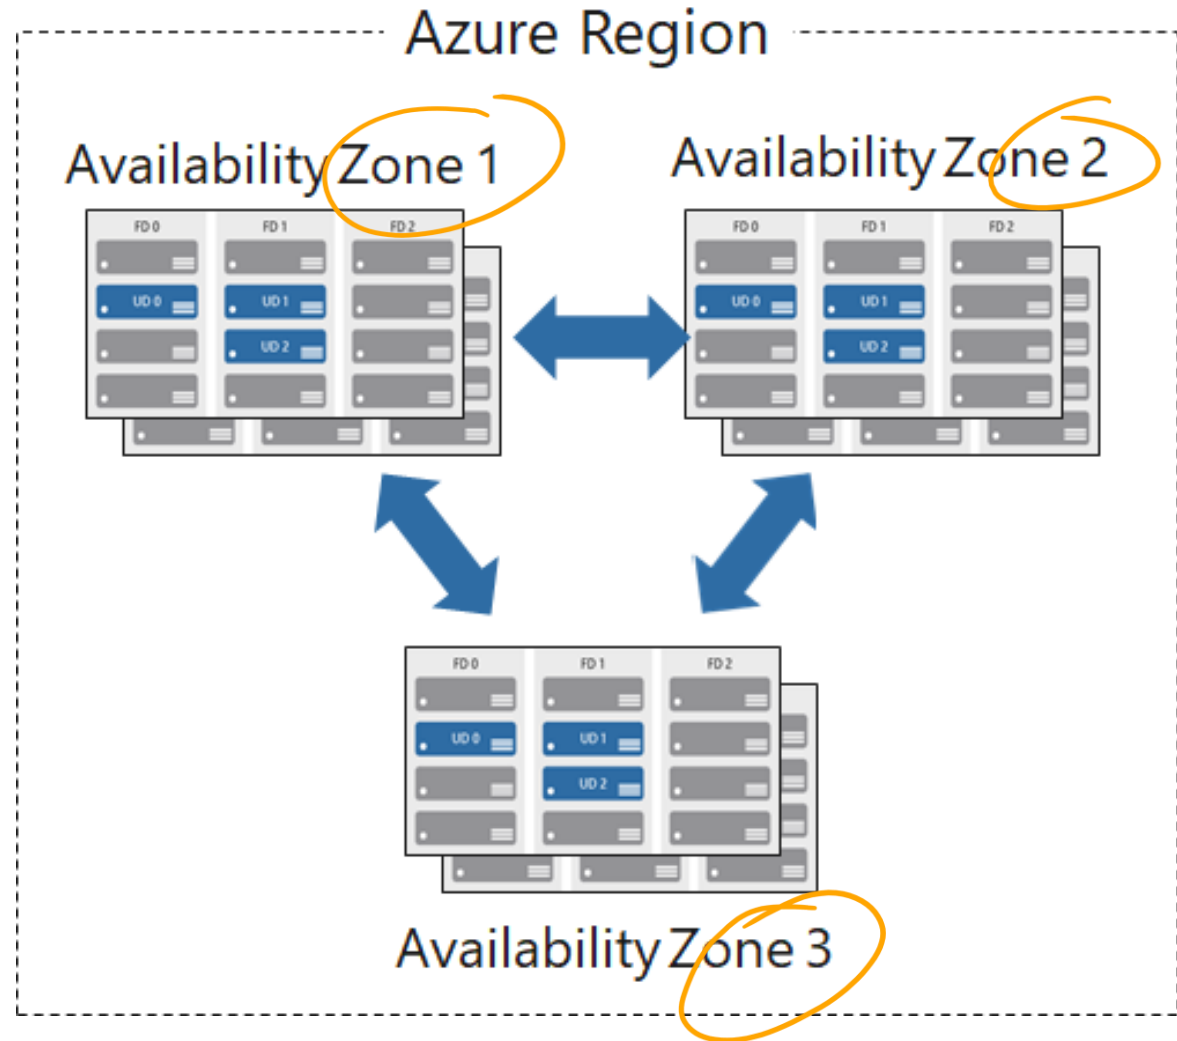 Azure Region
Availability Zone 1
Availability Zone 2
FD 0 FD 1 FD 2
UD 0 UD 1
UD 2
FD 0 FD 1 FD 2
UD 0 UD 1
UD 2
FD 0 FD 1 FD 2
UD 0 UD 1
UD 2
Availability Zone 3